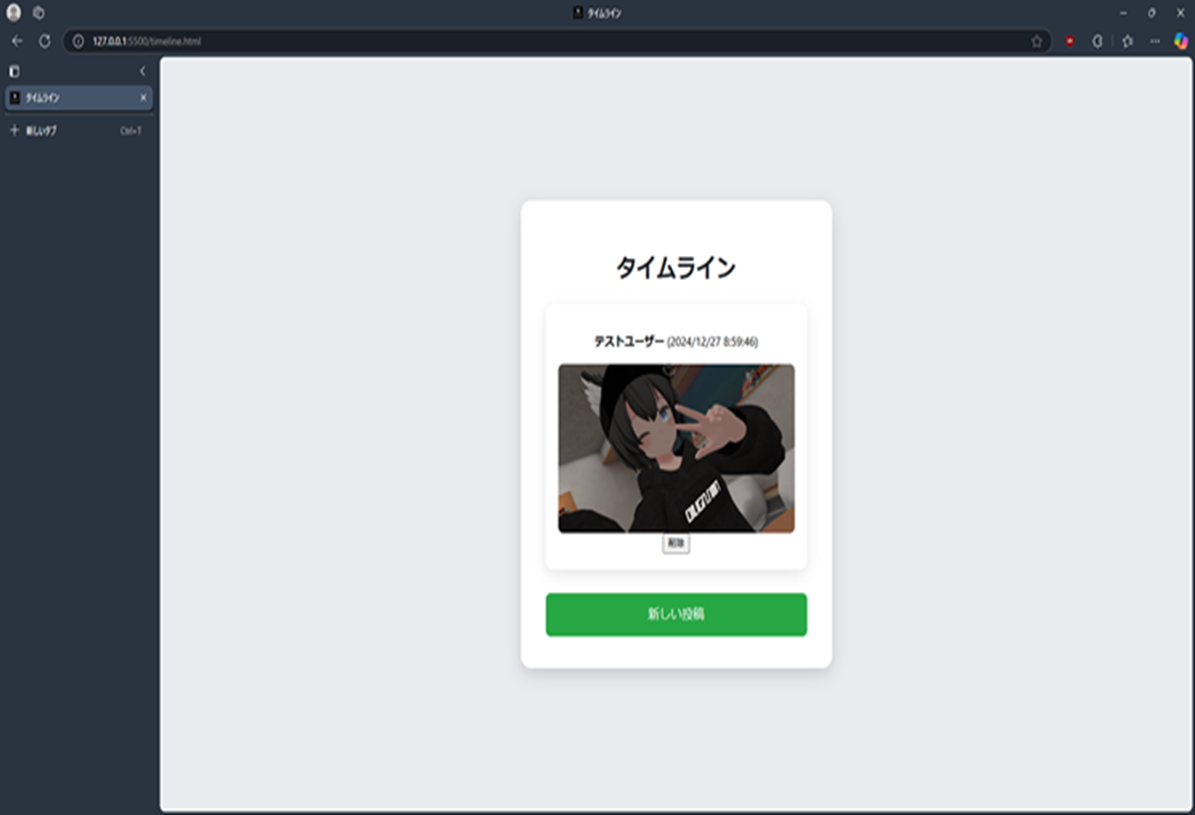 タイムライン
127.0.0.1:5500/timeline.html
タイムライン
新しいタブ Ctrl+T
タイムライン
テストユーザー (2024/12/27 8:59:46)
削除
新しい投稿